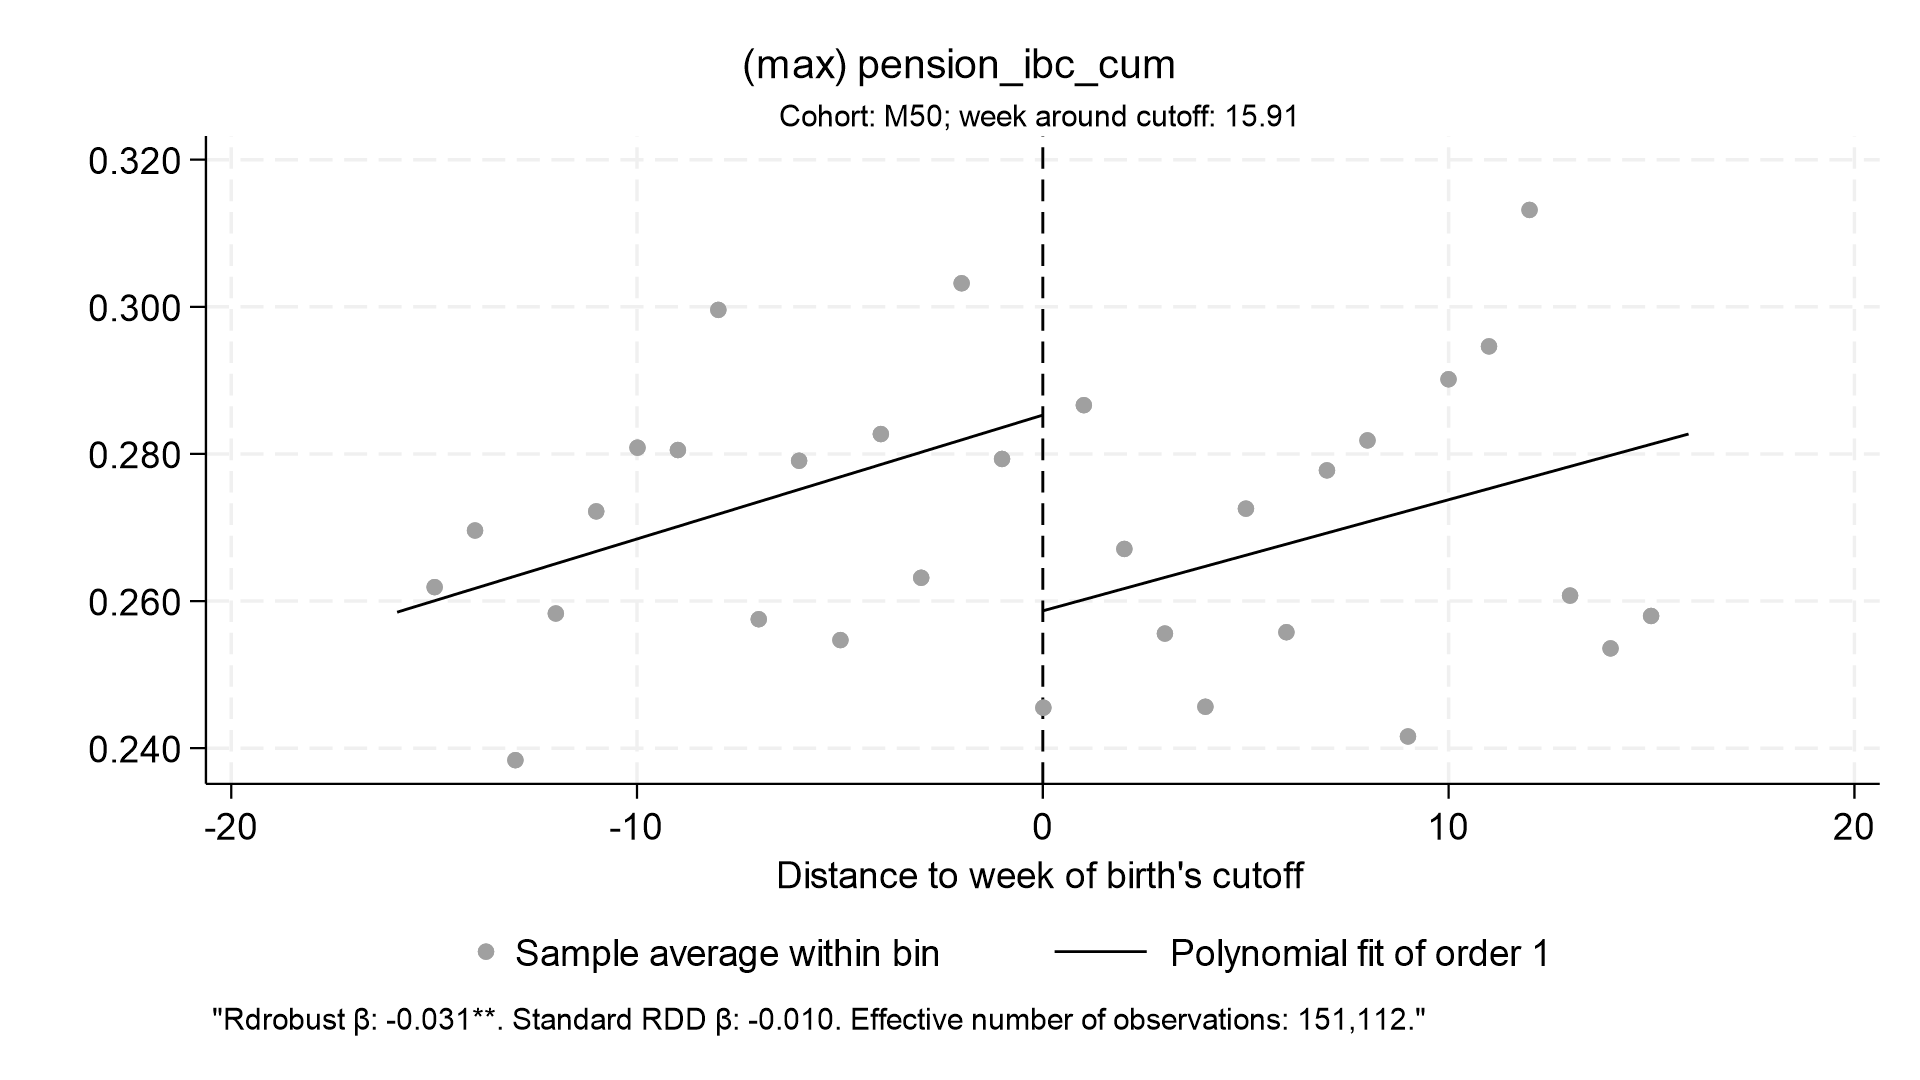 (max) pension_ibc_cum
Cohort: M50; week around cutoff: 15.91
0.320
0.300
0.280
0.260
0.240
-20 -10 0 10 20
Distance to week of birth's cutoff
Sample average within bin Polynomial fit of order 1
"Rdrobust β: -0.031**. Standard RDD β: -0.010. Effective number of observations: 151,112."